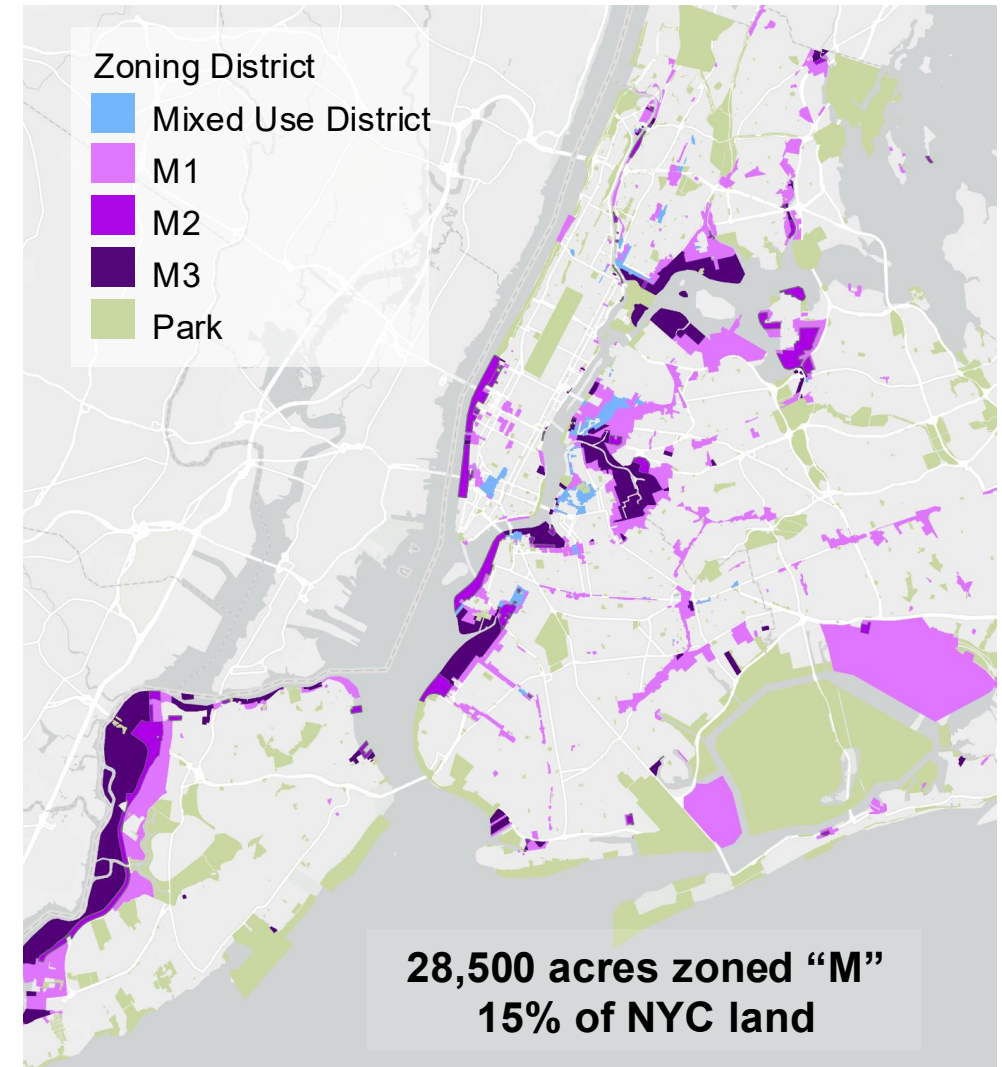 Zoning District
Mixed Use District
M1
M2
M3
Park
28,500 acres zoned “M”
15% of NYC land